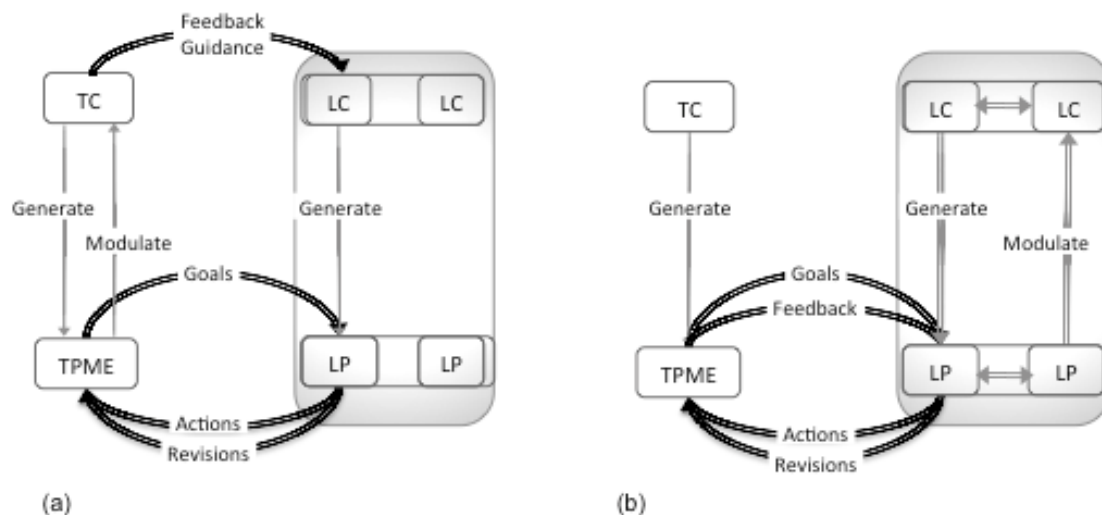 Feedback
Guidance
TC
LC
LC
Generate
Modulate
Generate
Goals
TPME
LP
LP
Actions
Revisions
(a)
TC
LC
LC
Generate
Generate
Modulate
Goals
Feedback
TPME
LP
LP
Actions
Revisions
(b)